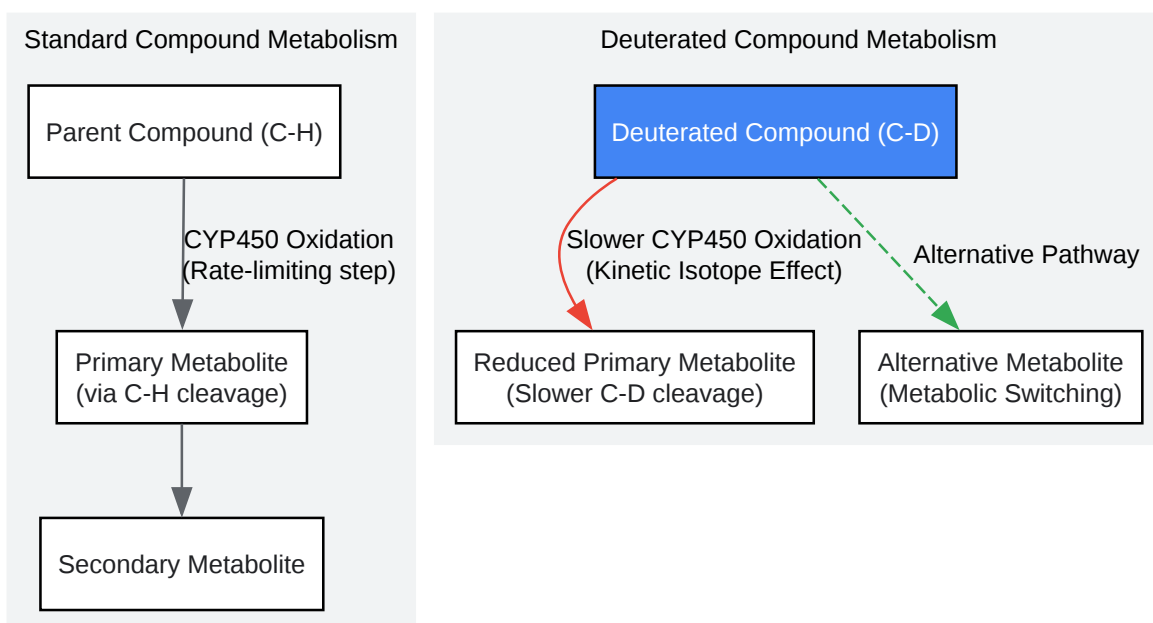 Standard Compound Metabolism
Parent Compound (C-H)
CYP450 Oxidation
(Rate-limiting step)
Primary Metabolite
(via C-H cleavage)
Secondary Metabolite
Deuterated Compound Metabolism
Deuterated Compound (C-D)
Slower CYP450 Oxidation
(Kinetic Isotope Effect)
Alternative Pathway
Reduced Primary Metabolite
(Slower C-D cleavage)
Alternative Metabolite
(Metabolic Switching)